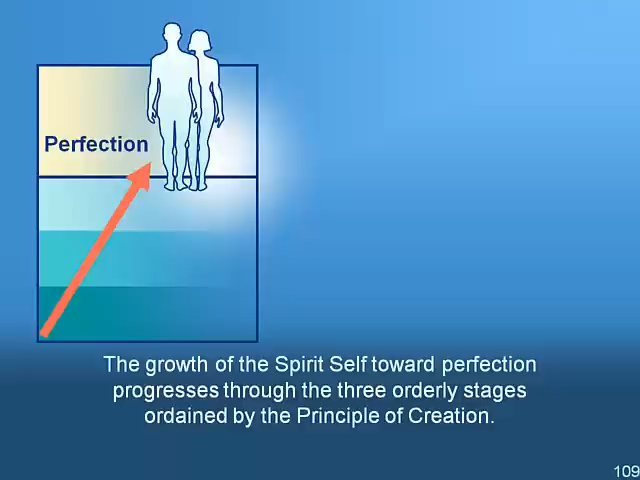 Perfection
The growth of the Spirit Self toward perfection
progresses through the three orderly stages
ordained by the Principle of Creation.
109